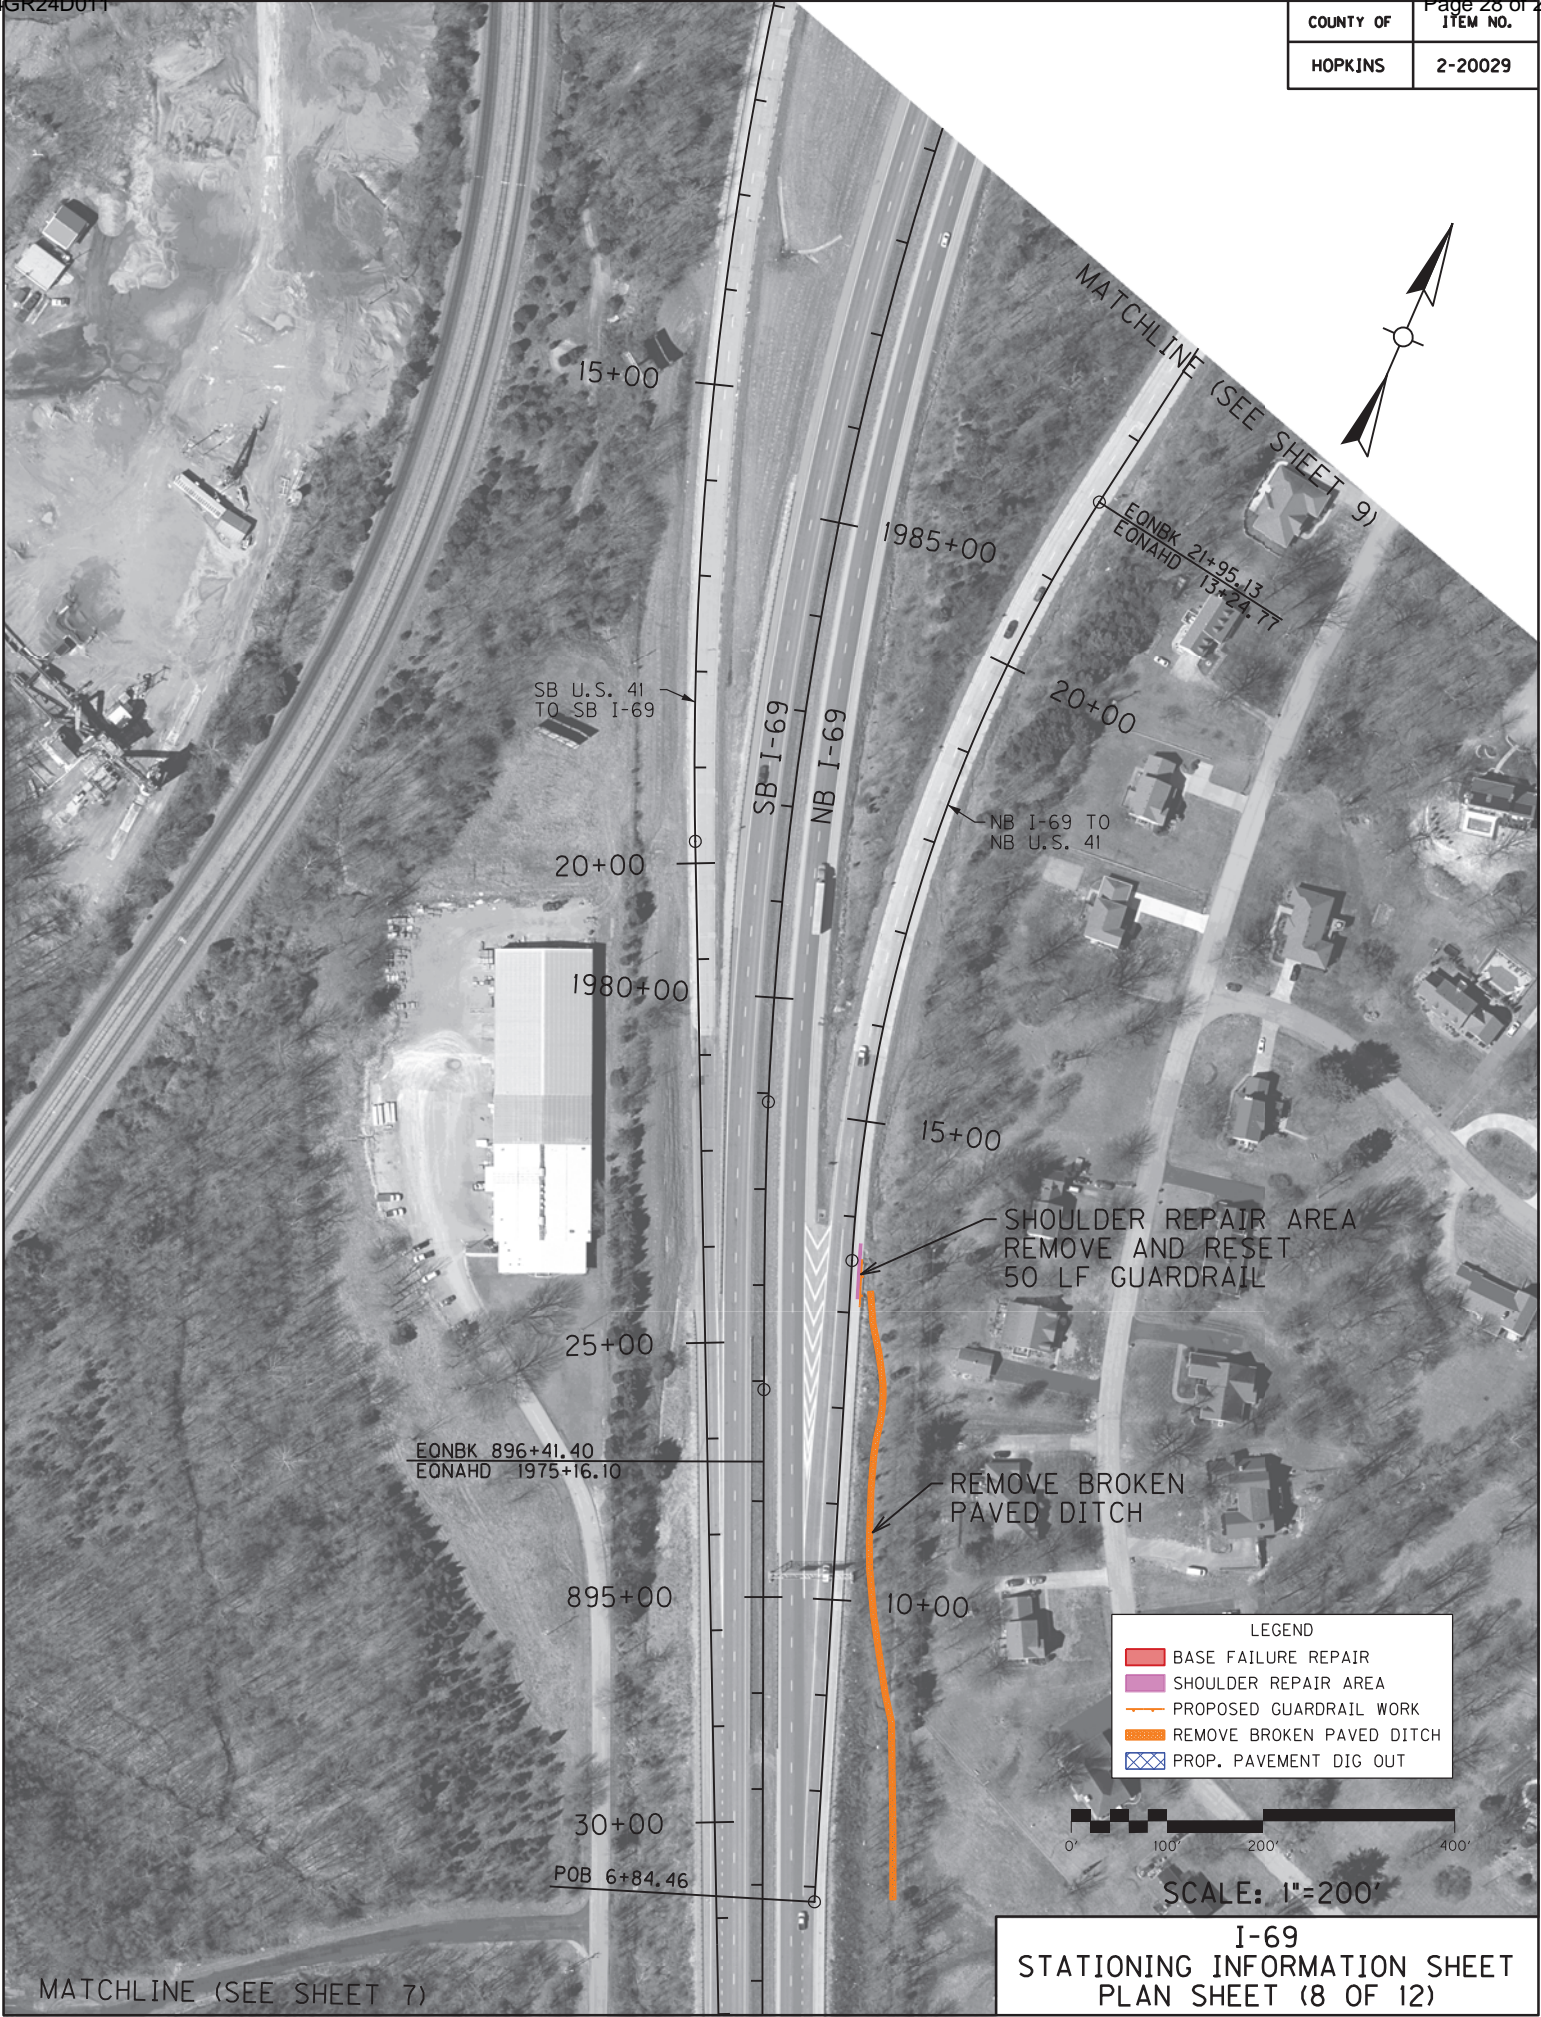 GR24D011
Page 28 of 2
COUNTY OF
ITEM NO.
HOPKINS
2-20029
MATCHLINE (SEE SHEET 9)
15+00
1985+00
EQNBK 21+95.13
EQNAHD 13+24.77
SB U.S. 41
TO SB I-69
SB I-69
NB I-69
20+00
NB I-69 TO
NB U.S. 41
20+00
1980+00
15+00
SHOULDER REPAIR AREA
REMOVE AND RESET
50 LF GUARDRAIL
25+00
EQNBK 896+41.40
EQNAHD 1975+16.10
REMOVE BROKEN
PAVED DITCH
895+00
10+00
LEGEND
BASE FAILURE REPAIR
SHOULDER REPAIR AREA
PROPOSED GUARDRAIL WORK
REMOVE BROKEN PAVED DITCH
PROP. PAVEMENT DIG OUT
30+00
0' 100' 200' 400'
POB 6+84.46
SCALE: 1"=200'
I-69
STATIONING INFORMATION SHEET
PLAN SHEET (8 OF 12)
MATCHLINE (SEE SHEET 7)